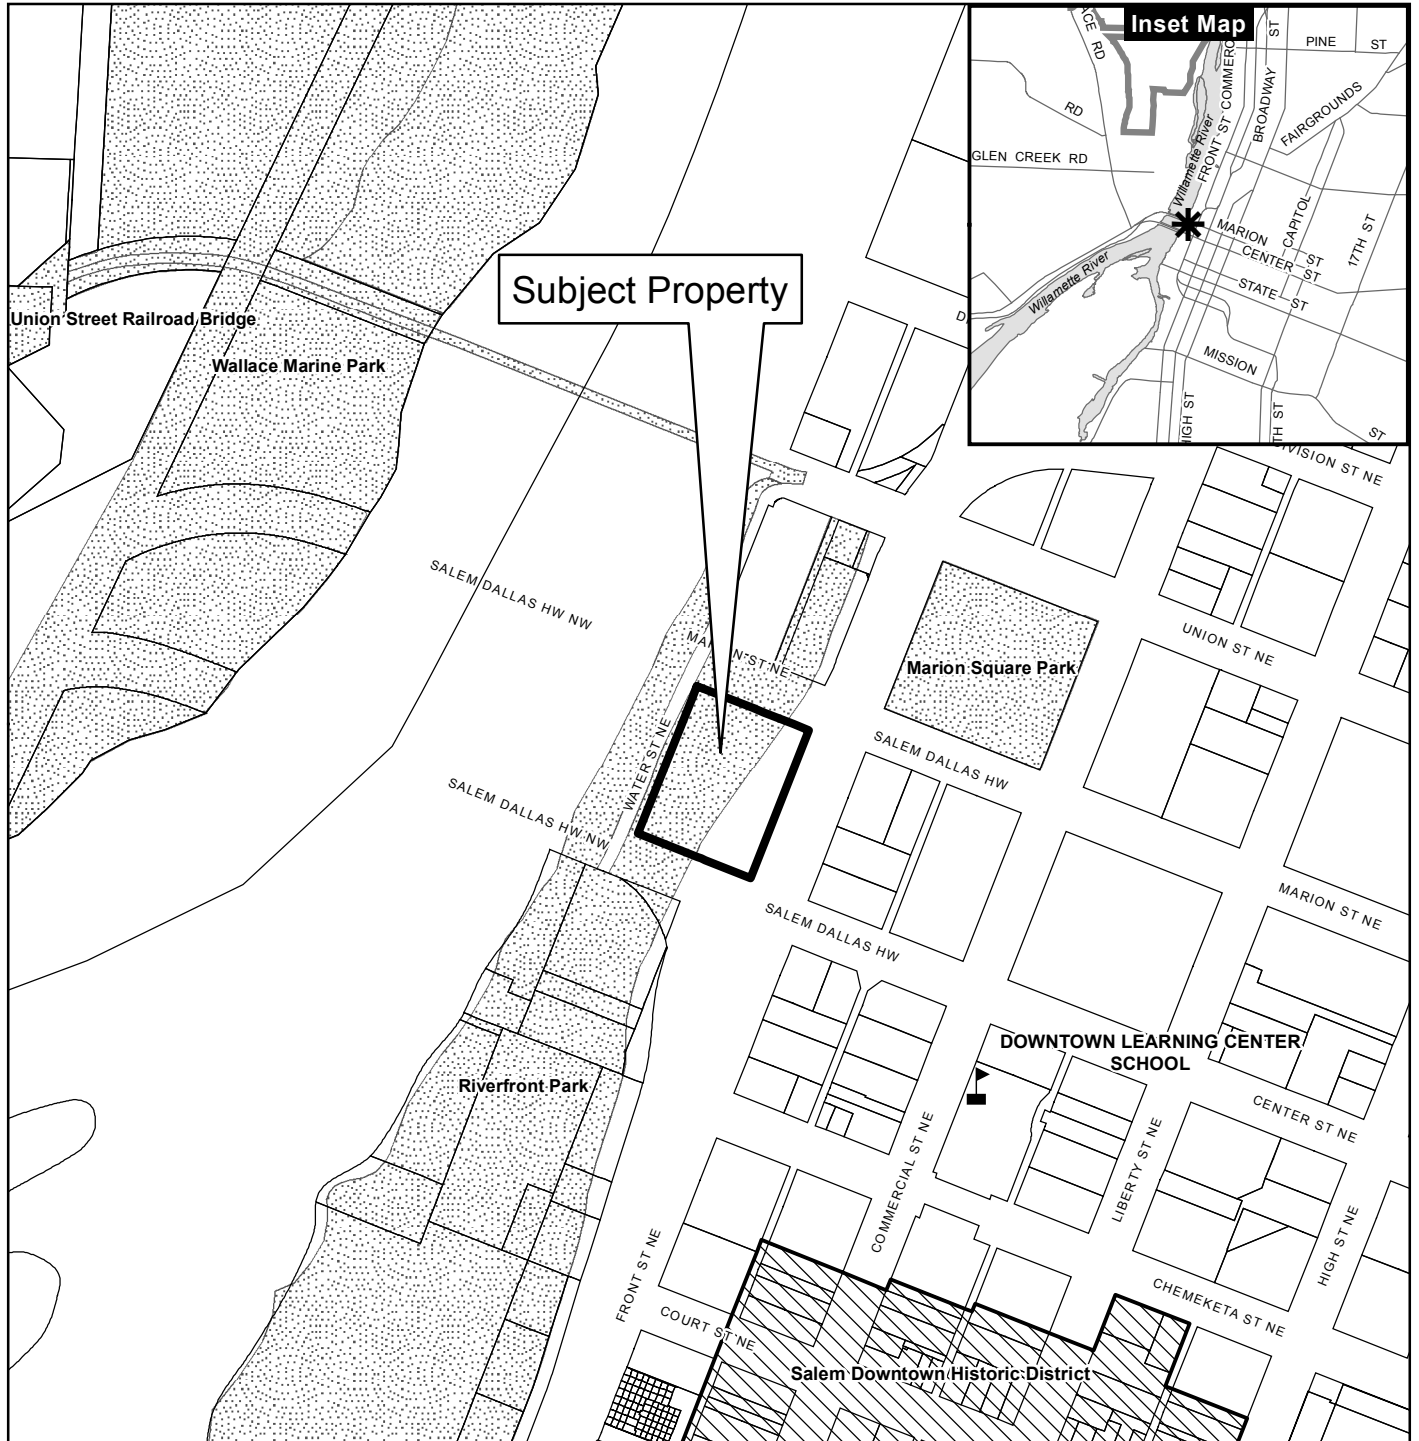 Inset Map
ACE RD
ST
PINE ST
RD
FRONT ST COMMERC
BROADWAY
FAIRGROUNDS
GLEN CREEK RD
Willamette River
CAPITOL
17TH ST
MARION ST
CENTER ST
STATE ST
Willamette River
MISSION ST
HIGH ST
TH ST
Subject Property
D
Union Street Railroad Bridge
Wallace Marine Park
DIVISION ST NE
SALEM DALLAS HW NW
UNION ST NE
ST NE
Marion Square Park
WATER ST NE
SALEM DALLAS HW
SALEM DALLAS HW NW
MARION ST NE
SALEM DALLAS HW
DOWNTOWN LEARNING CENTER
SCHOOL
Riverfront Park
CENTER ST NE
COMMERCIAL ST NE
LIBERTY ST NE
HIGH ST NE
FRONT ST NE
CHEMEKETA ST NE
COURT ST NE
Salem Downtown Historic District